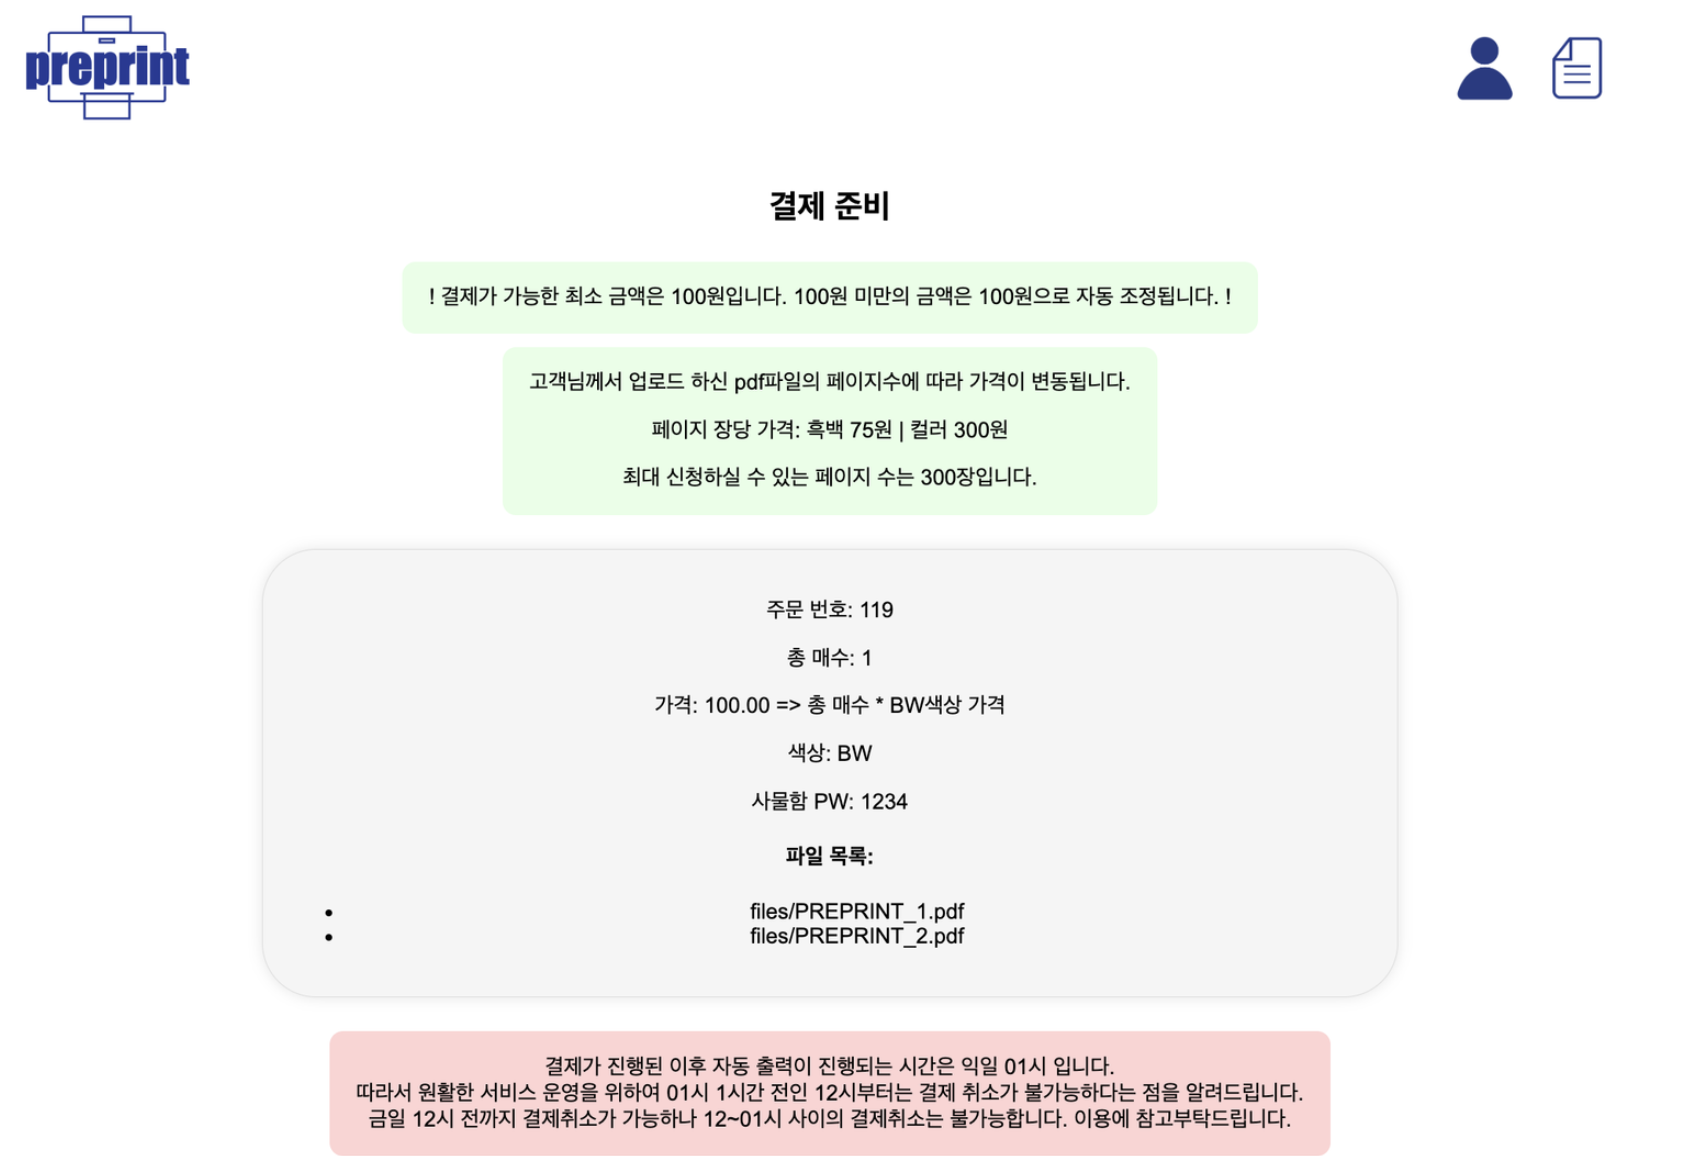 preprint
결제 준비
! 결제가 가능한 최소 금액은 100원입니다. 100원 미만의 금액은 100원으로 자동 조정됩니다. !
고객님께서 업로드 하신 pdf파일의 페이지수에 따라 가격이 변동됩니다.
페이지 장당 가격: 흑백 75원 | 컬러 300원
최대 신청하실 수 있는 페이지 수는 300장입니다.
주문 번호: 119
총 매수: 1
가격: 100.00 => 총 매수 * BW색상 가격
색상: BW
사물함 PW: 1234
파일 목록:
• files/PREPRINT_1.pdf
• files/PREPRINT_2.pdf
결제가 진행된 이후 자동 출력이 진행되는 시간은 익일 01시 입니다.
따라서 원활한 서비스 운영을 위하여 01시 1시간 전인 12시부터는 결제 취소가 불가능하다는 점을 알려드립니다.
금일 12시 전까지 결제취소가 가능하나 12~01시 사이의 결제취소는 불가능합니다. 이용에 참고부탁드립니다.